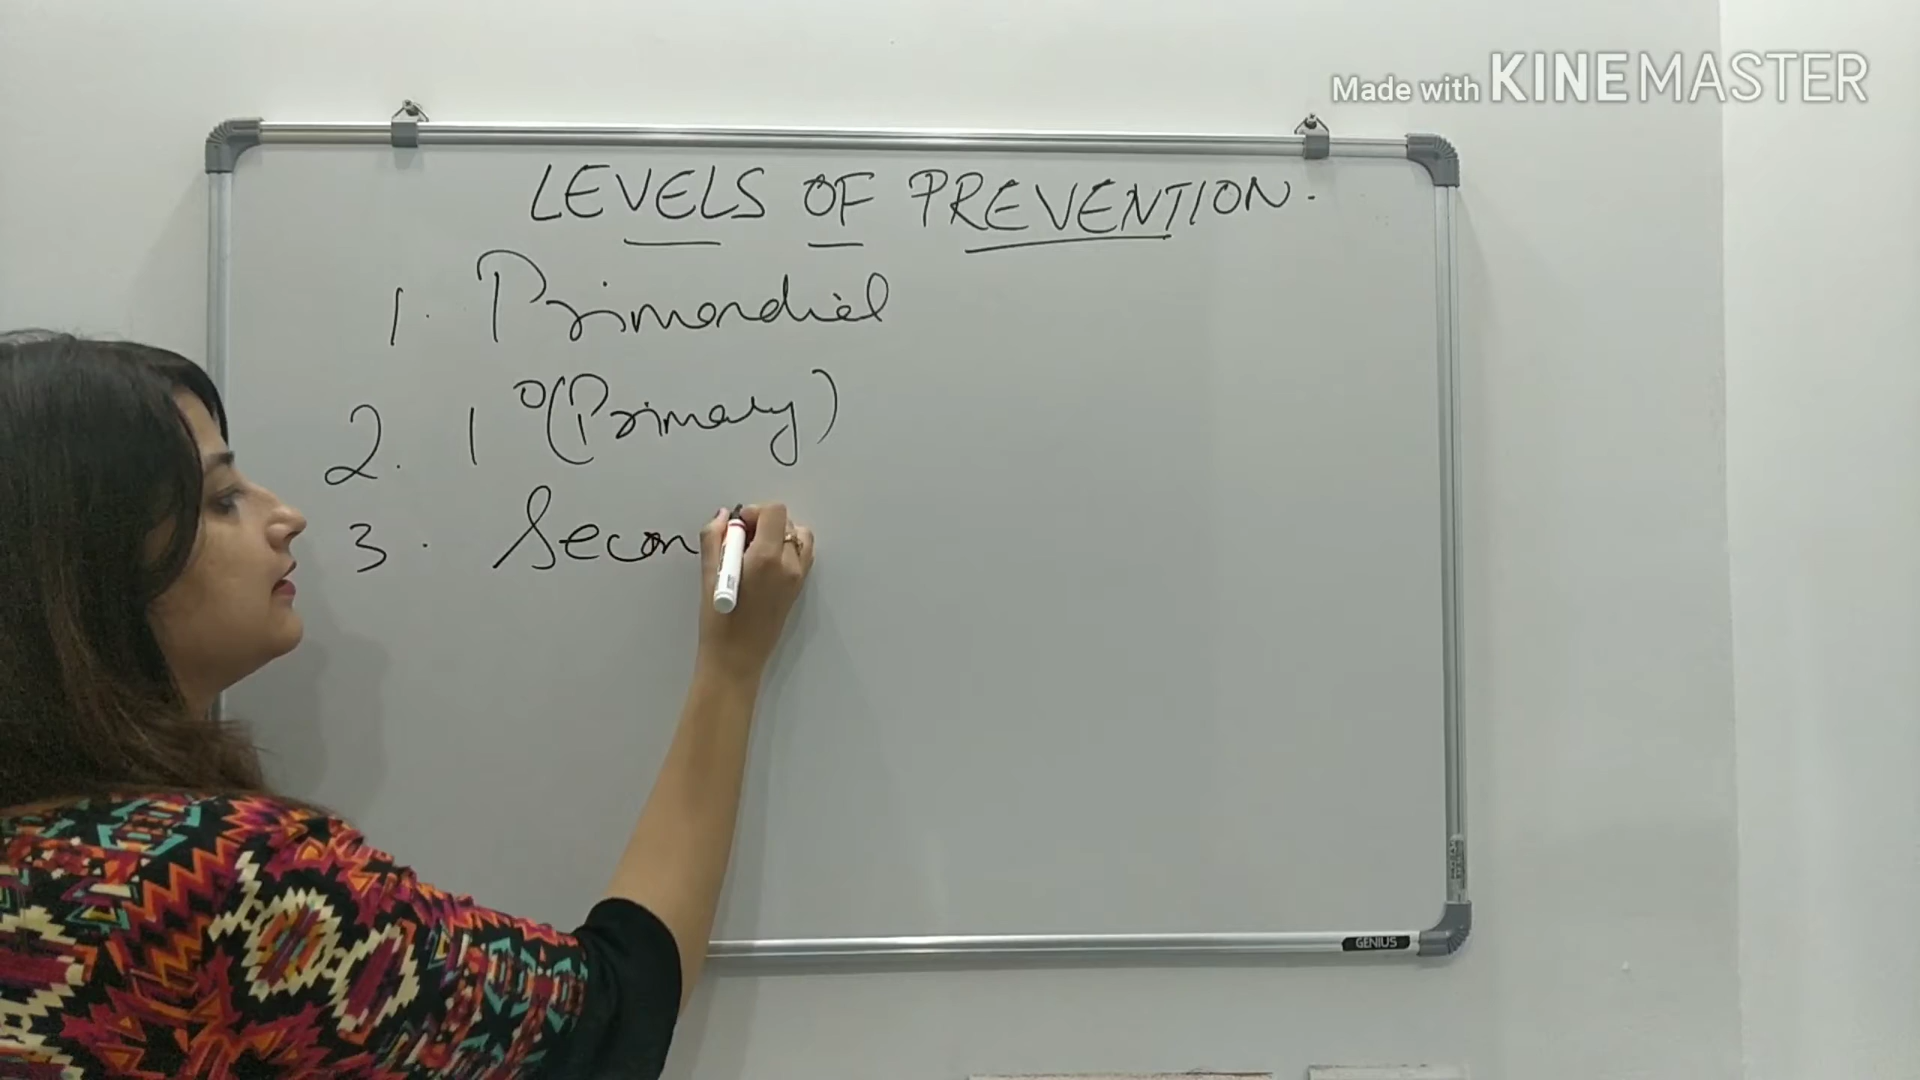 Made with KINEMASTER
LEVELS OF PREVENTION.
1. Primordial
2. 1° (Primary)
3. Secon
GENIUS